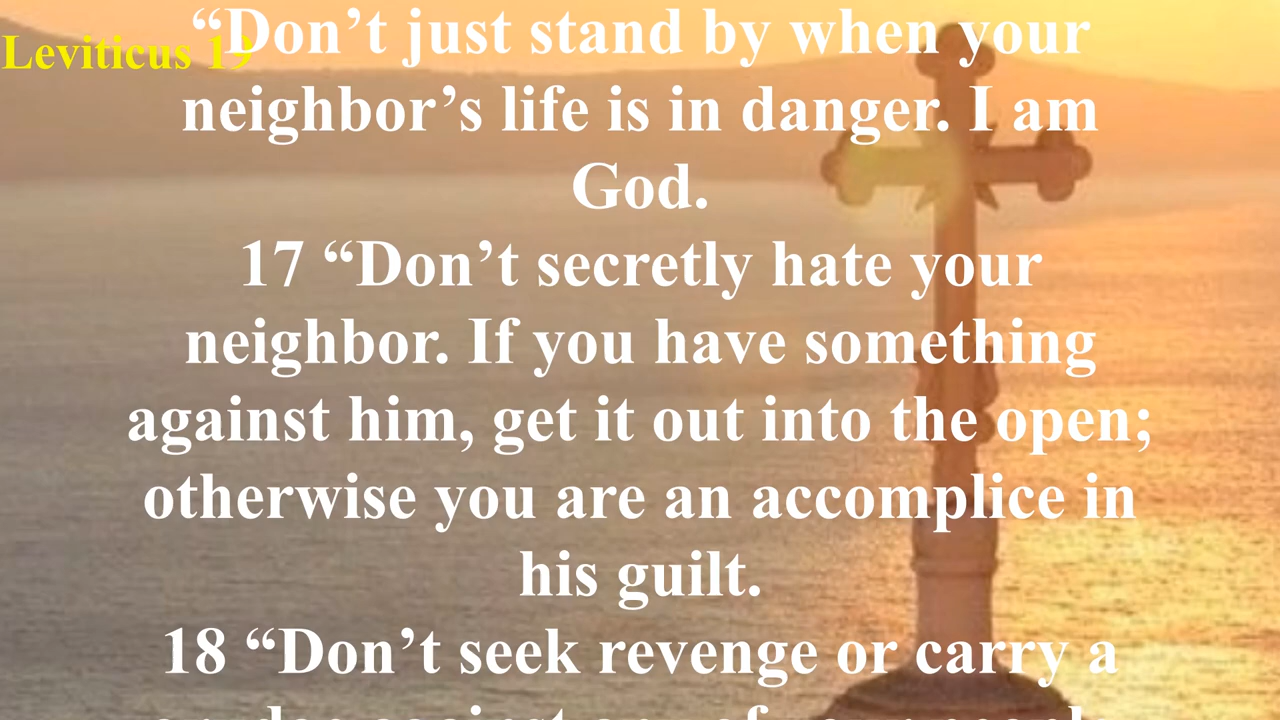 Leviticus 19
“Don’t just stand by when your
neighbor’s life is in danger. I am
God.
17 “Don’t secretly hate your
neighbor. If you have something
against him, get it out into the open;
otherwise you are an accomplice in
his guilt.
18 “Don’t seek revenge or carry a